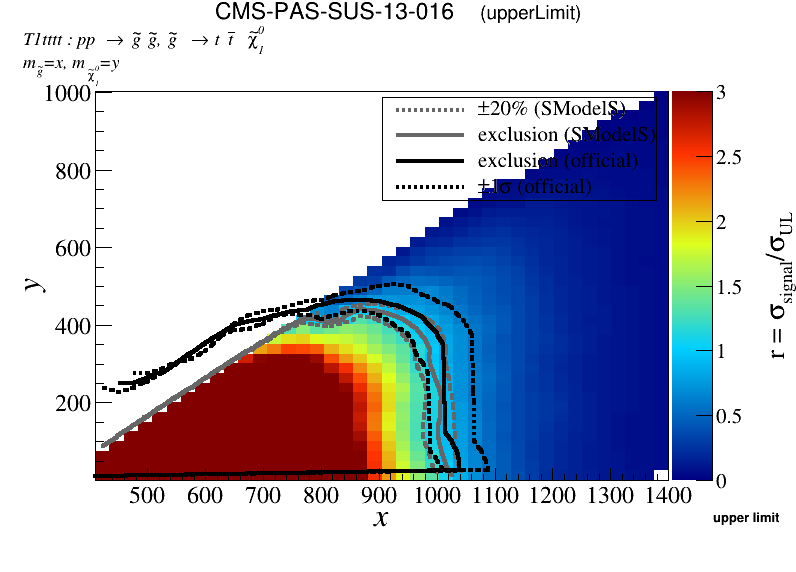 CMS-PAS-SUS-13-016 (upperLimit)
T1tttt : pp → g̃ g̃, g̃ → t t̄ χ̃⁰₁
m_g̃=x, m_χ̃⁰₁=y
±20% (SModelS)
exclusion (SModelS)
exclusion (official)
±1σ (official)
1000
800
600
400
200
y
500 600 700 800 900 1000 1100 1200 1300 1400
x
3
2.5
2
1.5
1
0.5
0
r = σ_signal/σ_UL
upper limit